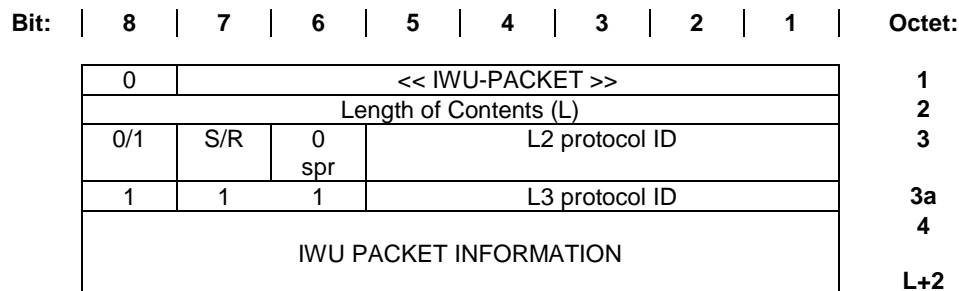 Bit: 8 7 6 5 4 3 2 1 Octet:
0 << IWU-PACKET >> 1
Length of Contents (L) 2
0/1 S/R 0 L2 protocol ID 3
spr
1 1 1 L3 protocol ID 3a
4
IWU PACKET INFORMATION
L+2